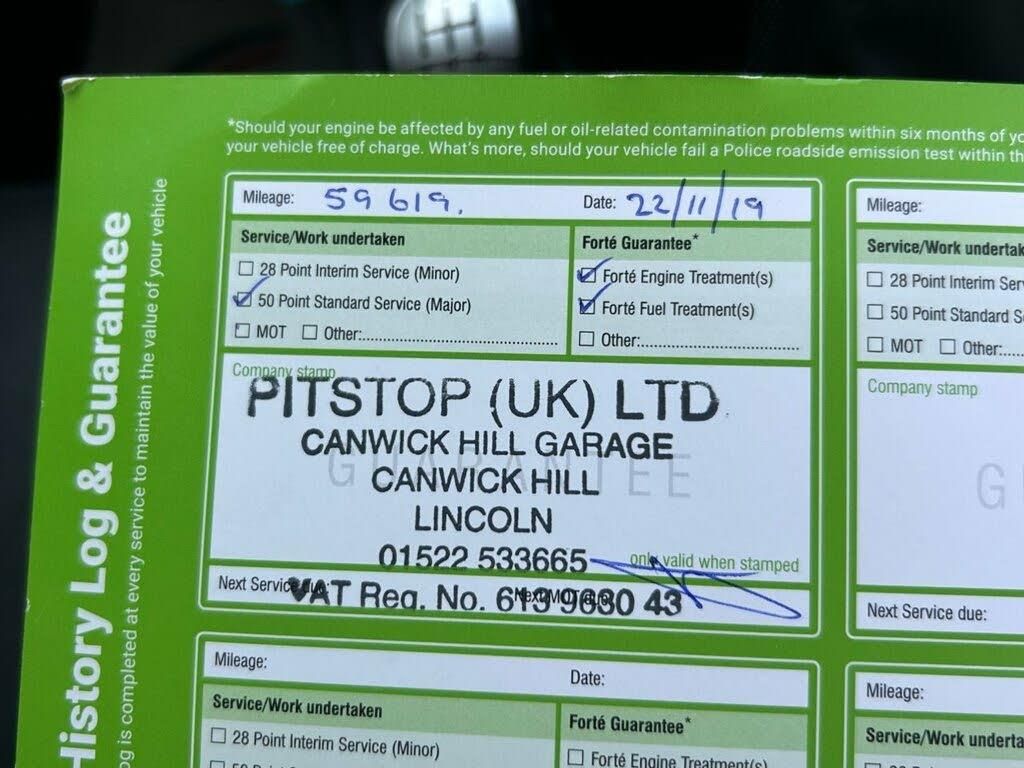 *Should your engine be affected by any fuel or oil-related contamination problems within six months of
your vehicle free of charge. What's more, should your vehicle fail a Police roadside emission test within
History Log & Guarantee
is completed at every service to maintain the value of your vehicle
Mileage: 59 619. Date: 22/11/19
Service/Work undertaken Forté Guarantee*
28 Point Interim Service (Minor) Forté Engine Treatment(s)
50 Point Standard Service (Major) Forté Fuel Treatment(s)
MOT Other: Other:
Company stamp
PITSTOP (UK) LTD
CANWICK HILL GARAGE
GUARANTEE
CANWICK HILL
LINCOLN
01522 533665
only valid when stamped
Next Service due: Next MOT due:
VAT Reg. No. 613 9630 43
Mileage:
Service/Work
28 Point Interim
50 Point Standard
MOT Other:
Company stamp
Next Service due:
Mileage: Date:
Service/Work undertaken Forté Guarantee*
28 Point Interim Service (Minor) Forté Engine Treatment(s)
Mileage:
Service/Work